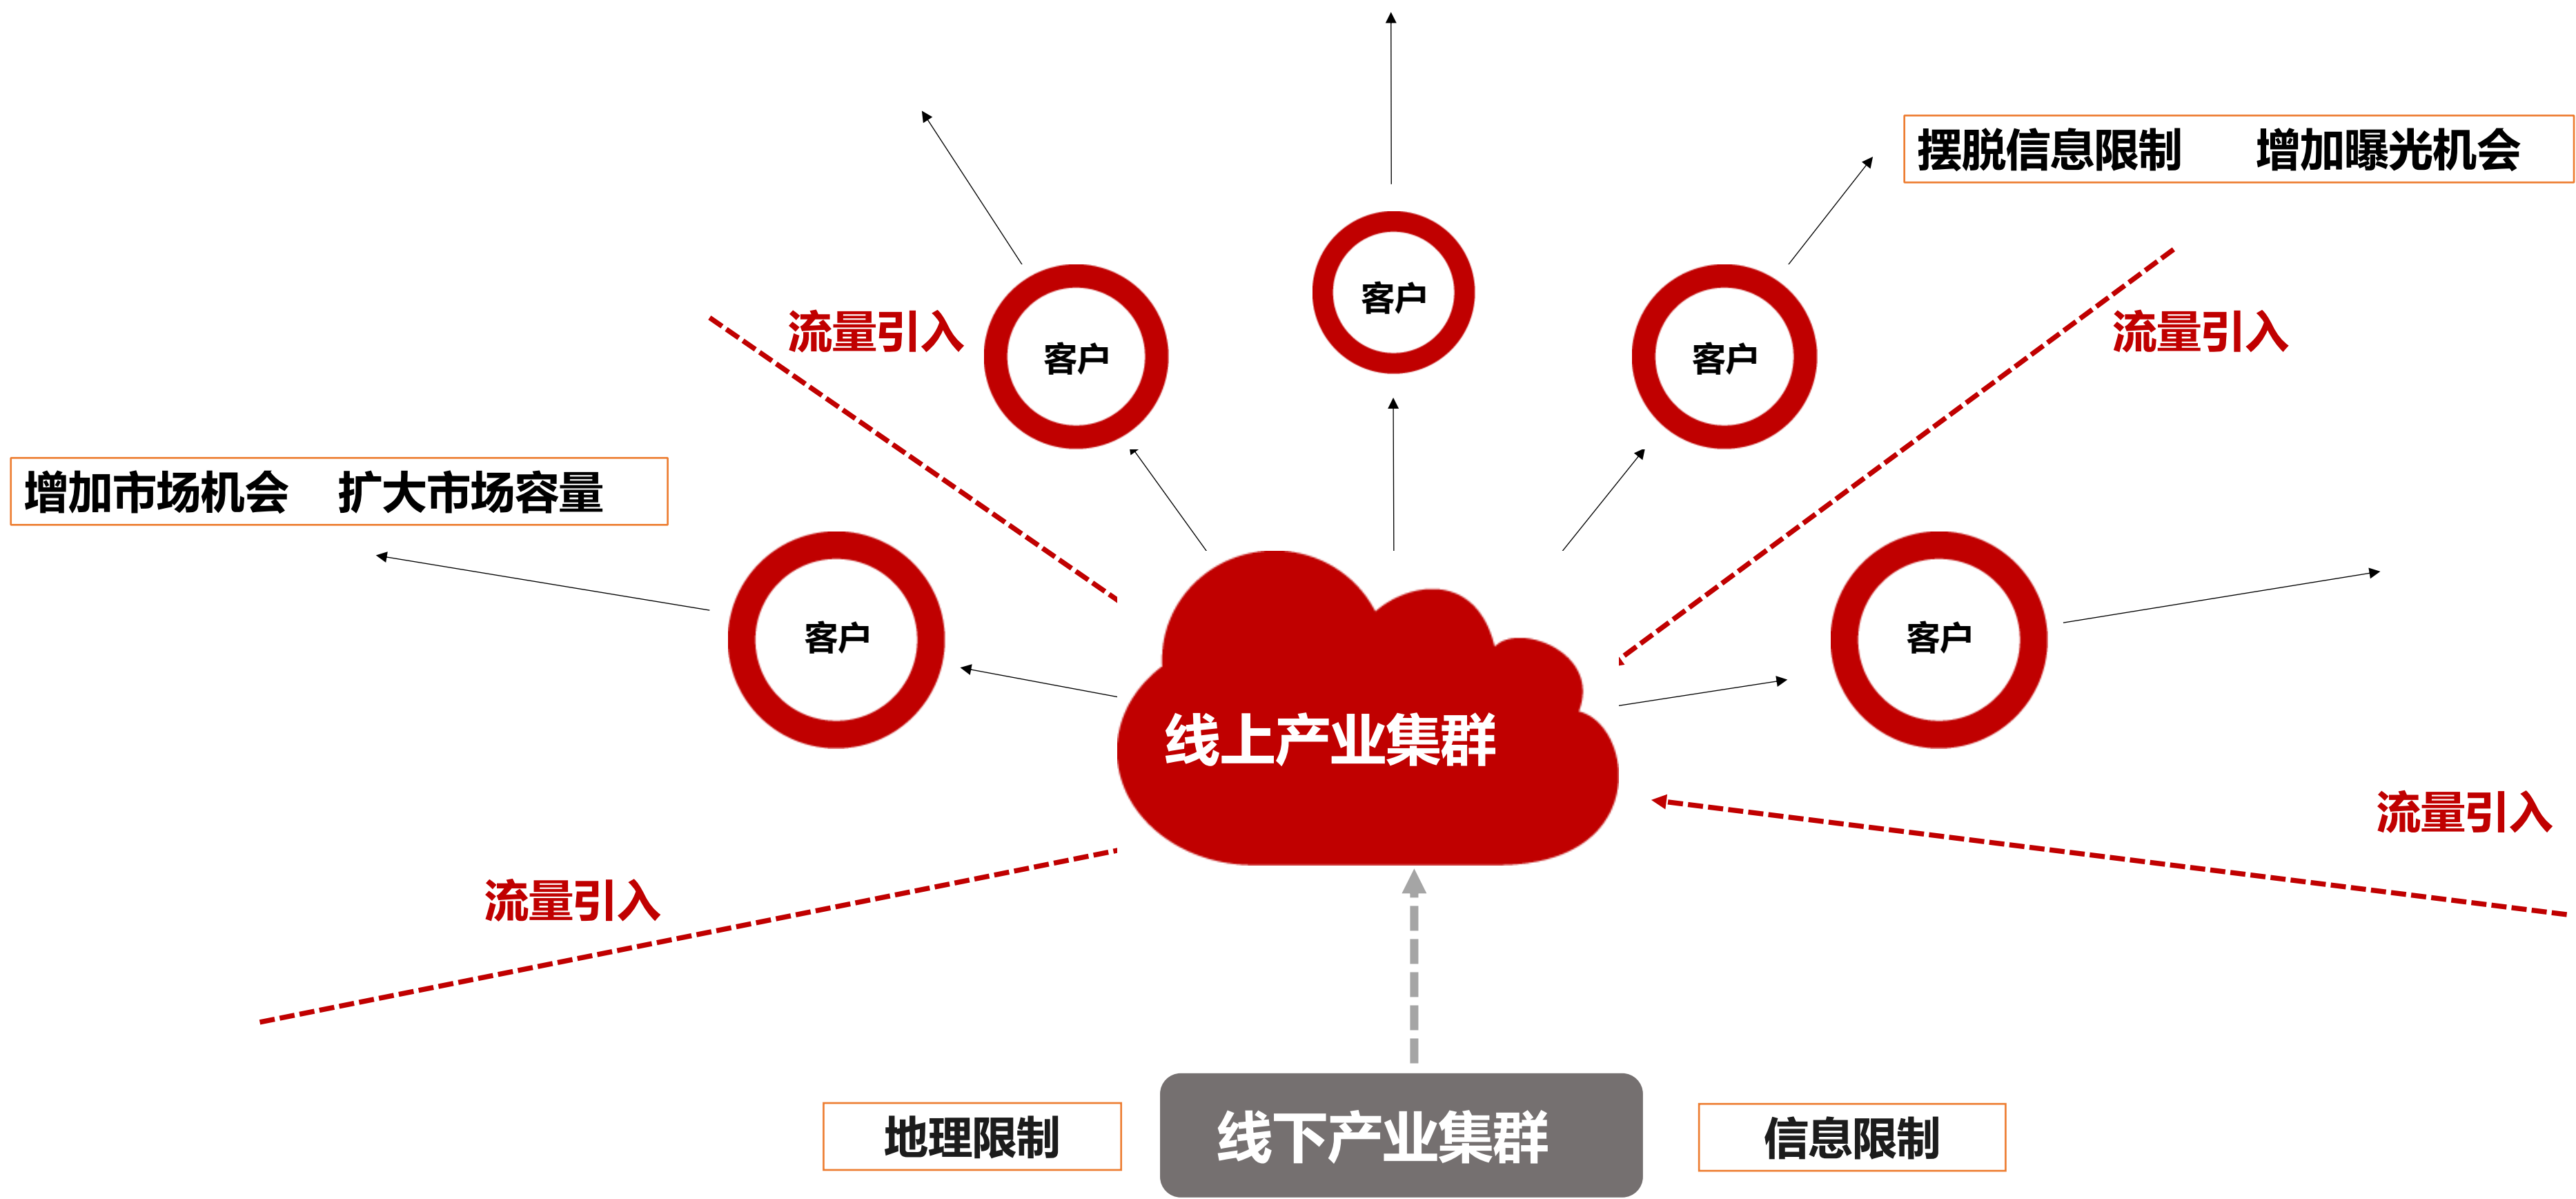 摆脱信息限制 增加曝光机会
客户
流量引入
客户
客户
流量引入
增加市场机会 扩大市场容量
客户
客户
线上产业集群
流量引入
流量引入
地理限制
线下产业集群
信息限制